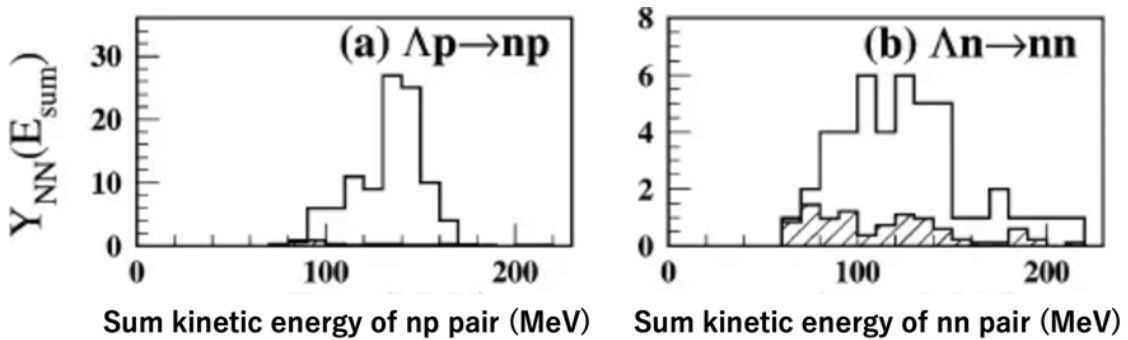 (a) Λp→np
30
20
10
0
0 100 200
Y_NN(E_sum)
Sum kinetic energy of np pair (MeV)
(b) Λn→nn
8
6
4
2
0
0 100 200
Sum kinetic energy of nn pair (MeV)